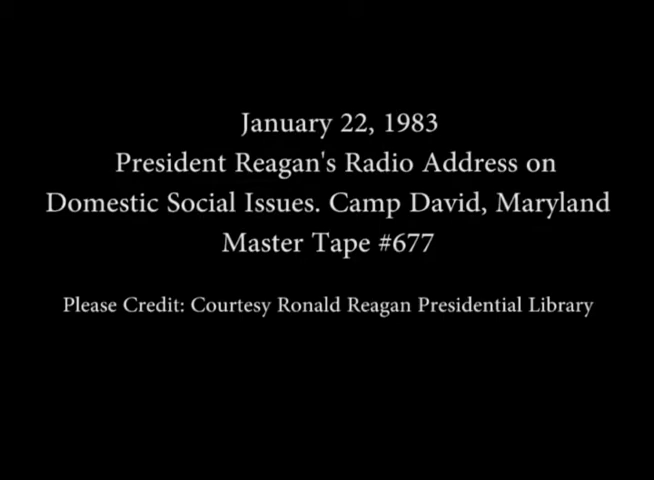 January 22, 1983
President Reagan's Radio Address on
Domestic Social Issues. Camp David, Maryland
Master Tape #677
Please Credit: Courtesy Ronald Reagan Presidential Library